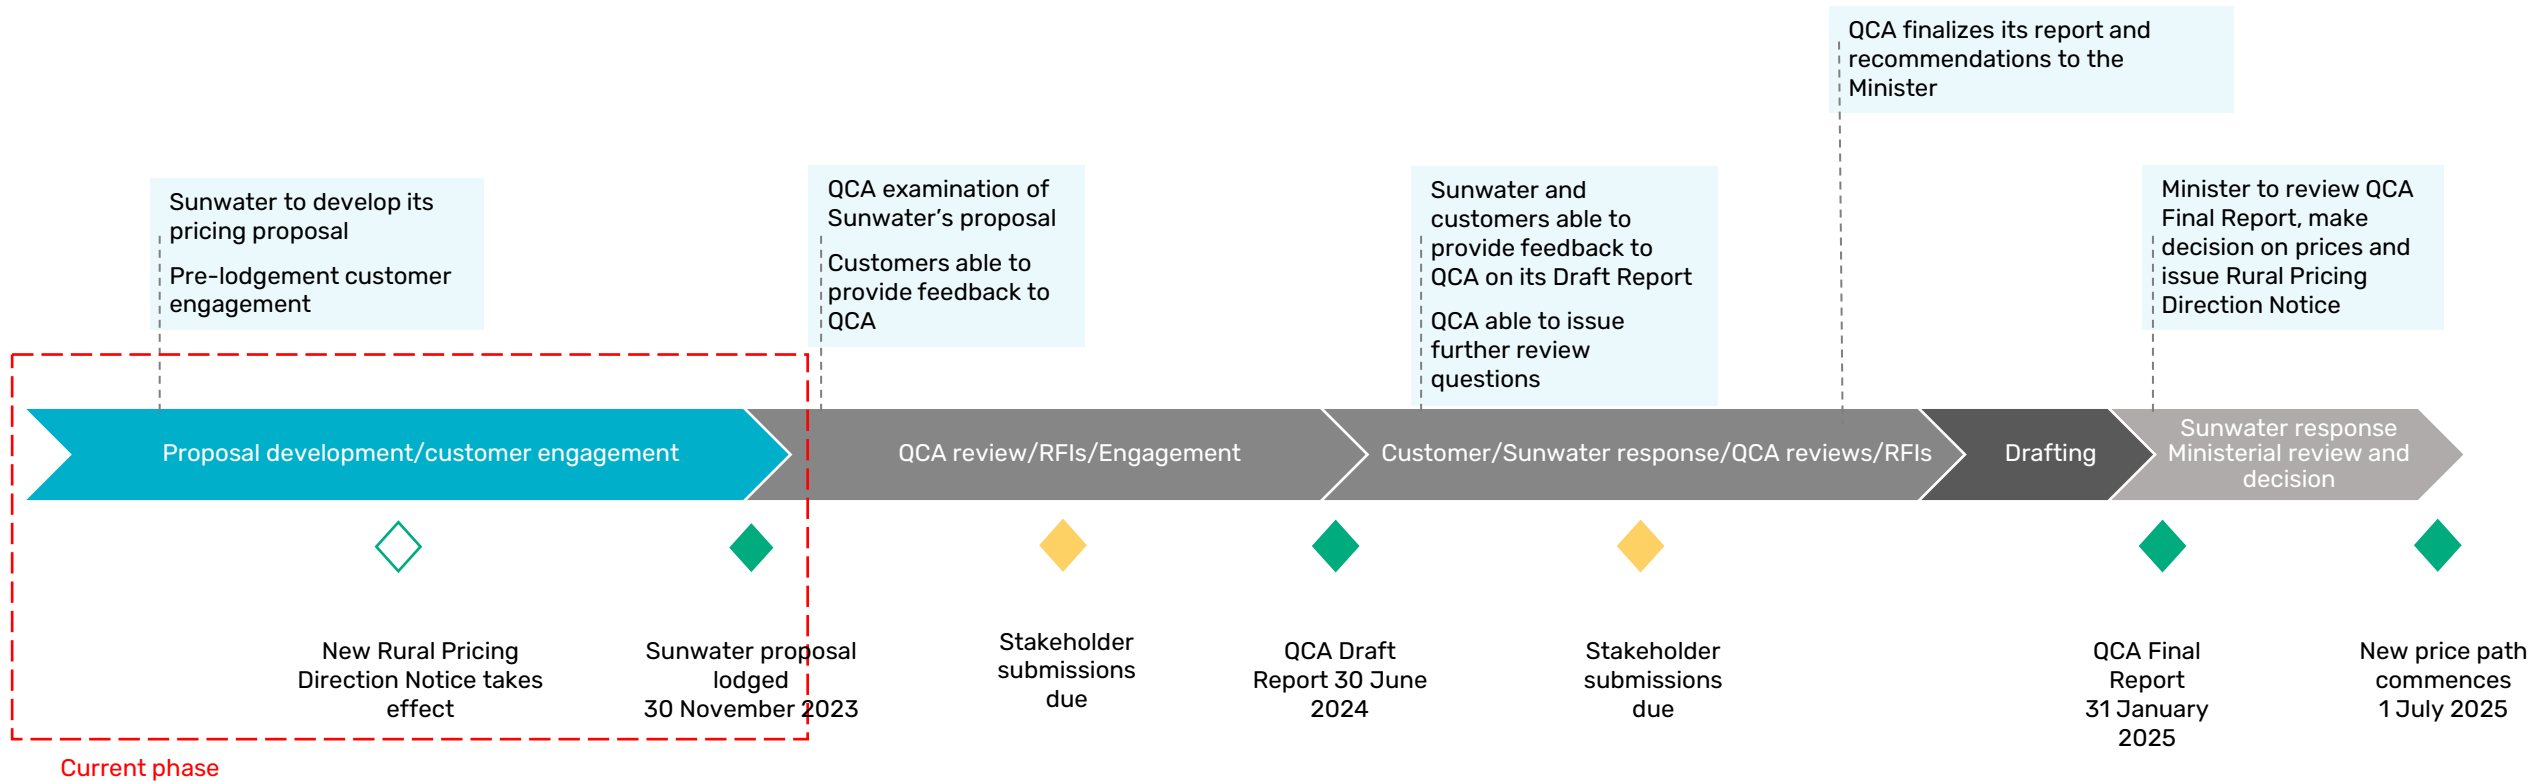 QCA finalizes its report and
recommendations to the
Minister
Sunwater to develop its
pricing proposal
Pre-lodgement customer
engagement
QCA examination of
Sunwater’s proposal
Customers able to
provide feedback to
QCA
Sunwater and
customers able to
provide feedback to
QCA on its Draft Report
QCA able to issue
further review
questions
Minister to review QCA
Final Report, make
decision on prices and
issue Rural Pricing
Direction Notice
Proposal development/customer engagement
QCA review/RFIs/Engagement
Customer/Sunwater response/QCA reviews/RFIs
Drafting
Sunwater response
Ministerial review and
decision
New Rural Pricing
Direction Notice takes
effect
Sunwater proposal
lodged
30 November 2023
Stakeholder
submissions
due
QCA Draft
Report 30 June
2024
Stakeholder
submissions
due
QCA Final
Report
31 January
2025
New price path
commences
1 July 2025
Current phase